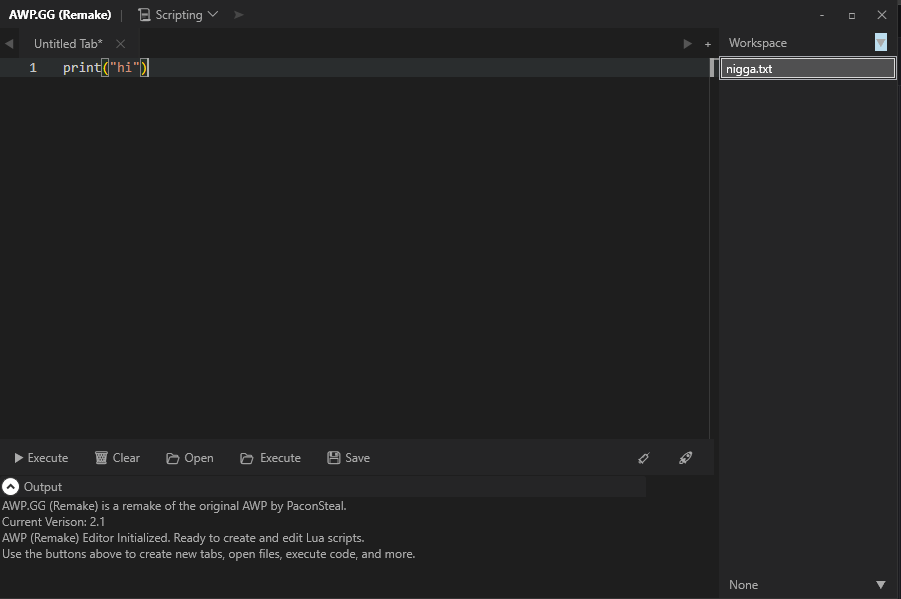 AWP.GG (Remake) | Scripting
Untitled Tab*
Workspace
1 print("hi")
nigga.txt
Execute Clear Open Execute Save
Output
AWP.GG (Remake) is a remake of the original AWP by PaconSteal.
Current Verison: 2.1
AWP (Remake) Editor Initialized. Ready to create and edit Lua scripts.
Use the buttons above to create new tabs, open files, execute code, and more.
None